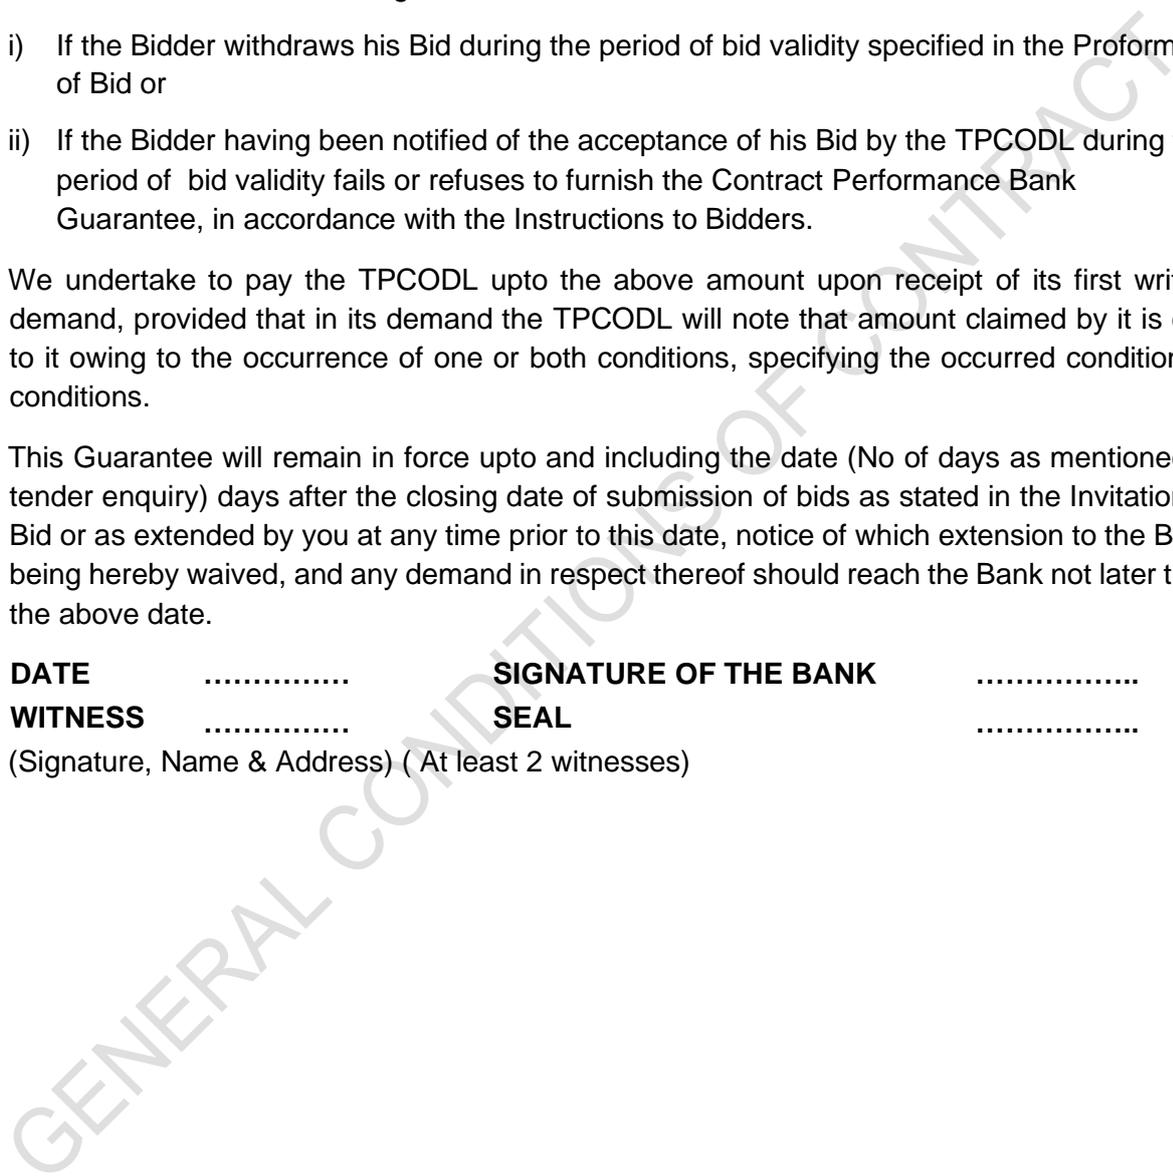 i) If the Bidder withdraws his Bid during the period of bid validity specified in the Proform
of Bid or
ii) If the Bidder having been notified of the acceptance of his Bid by the TPCODL during
period of bid validity fails or refuses to furnish the Contract Performance Bank
Guarantee, in accordance with the Instructions to Bidders.
We undertake to pay the TPCODL upto the above amount upon receipt of its first writ
demand, provided that in its demand the TPCODL will note that amount claimed by it is
to it owing to the occurrence of one or both conditions, specifying the occurred condition
conditions.
This Guarantee will remain in force upto and including the date (No of days as mentione
tender enquiry) days after the closing date of submission of bids as stated in the Invitation
Bid or as extended by you at any time prior to this date, notice of which extension to the B
being hereby waived, and any demand in respect thereof should reach the Bank not later t
the above date.
DATE …………… SIGNATURE OF THE BANK ……………..
WITNESS …………… SEAL ……………..
(Signature, Name & Address) ( At least 2 witnesses)
GENERAL CONDITIONS OF CONTRACT